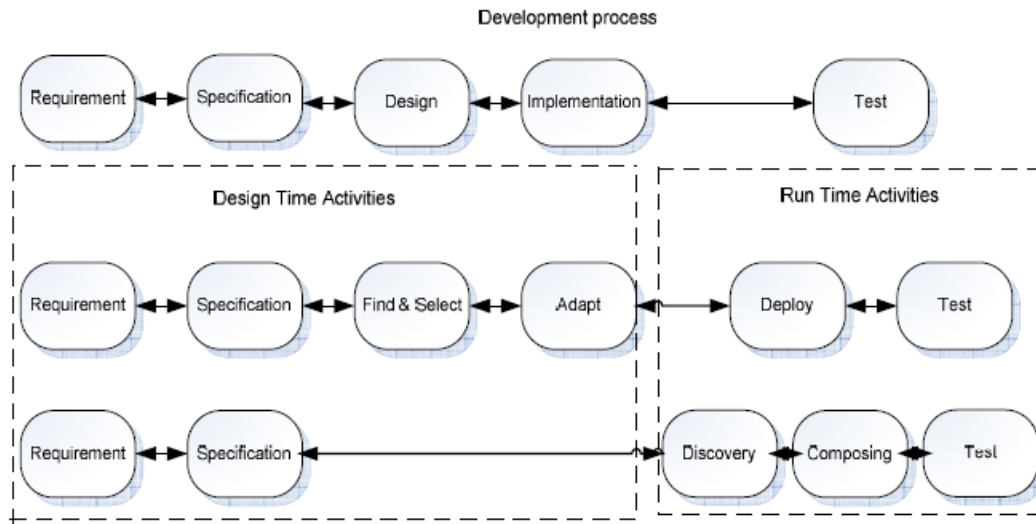 Development process
Requirement
Specification
Design
Implementation
Test
Design Time Activities
Run Time Activities
Requirement
Specification
Find & Select
Adapt
Deploy
Test
Requirement
Specification
Discovery
Composing
Test